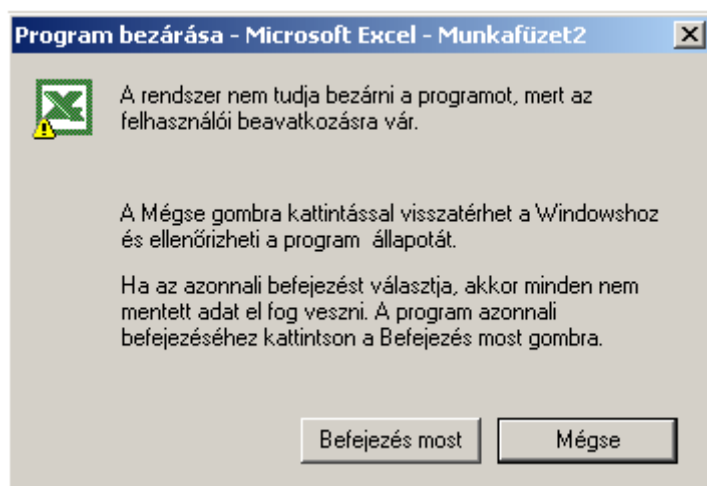 Program bezárása - Microsoft Excel - Munkafüzet2
A rendszer nem tudja bezárni a programot, mert az
felhasználói beavatkozásra vár.
A Mégse gombra kattintással visszatérhet a Windowshoz
és ellenőrizheti a program  állapotát.
Ha az azonnali befejezést választja, akkor minden nem
mentett adat el fog veszni. A program azonnali
befejezéséhez kattintson a Befejezés most gombra.
Befejezés most
Mégse